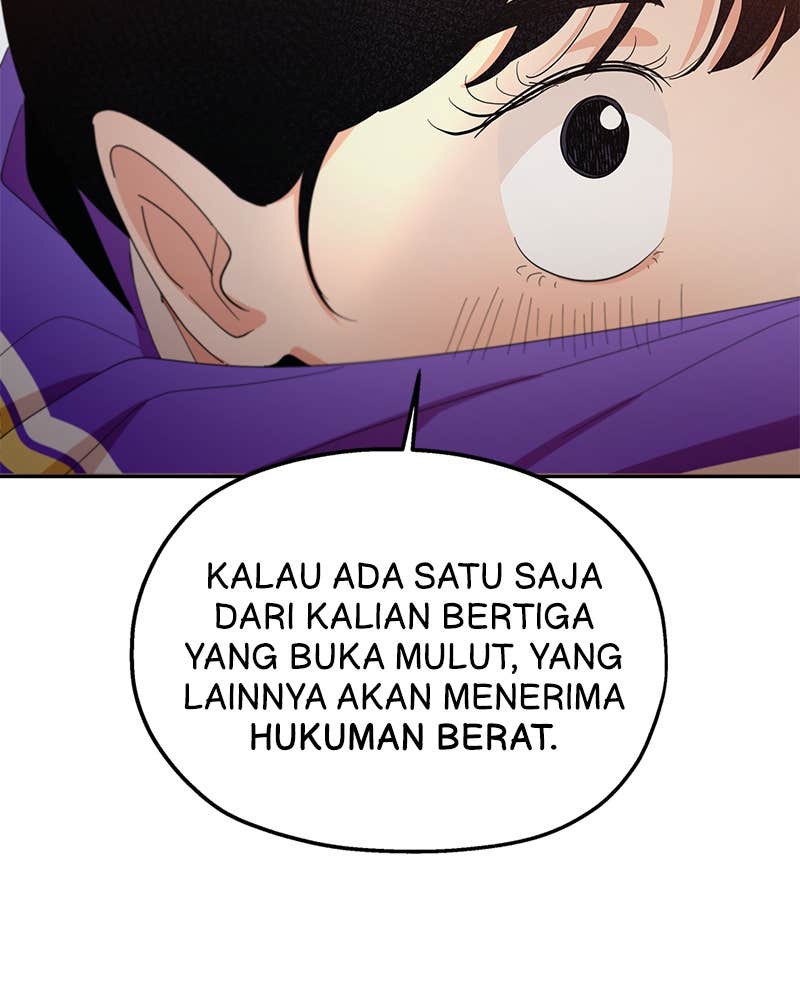 KALAU ADA SATU SAJA
DARI KALIAN BERTIGA
YANG BUKA MULUT, YANG
LAINNYA AKAN MENERIMA
HUKUMAN BERAT.